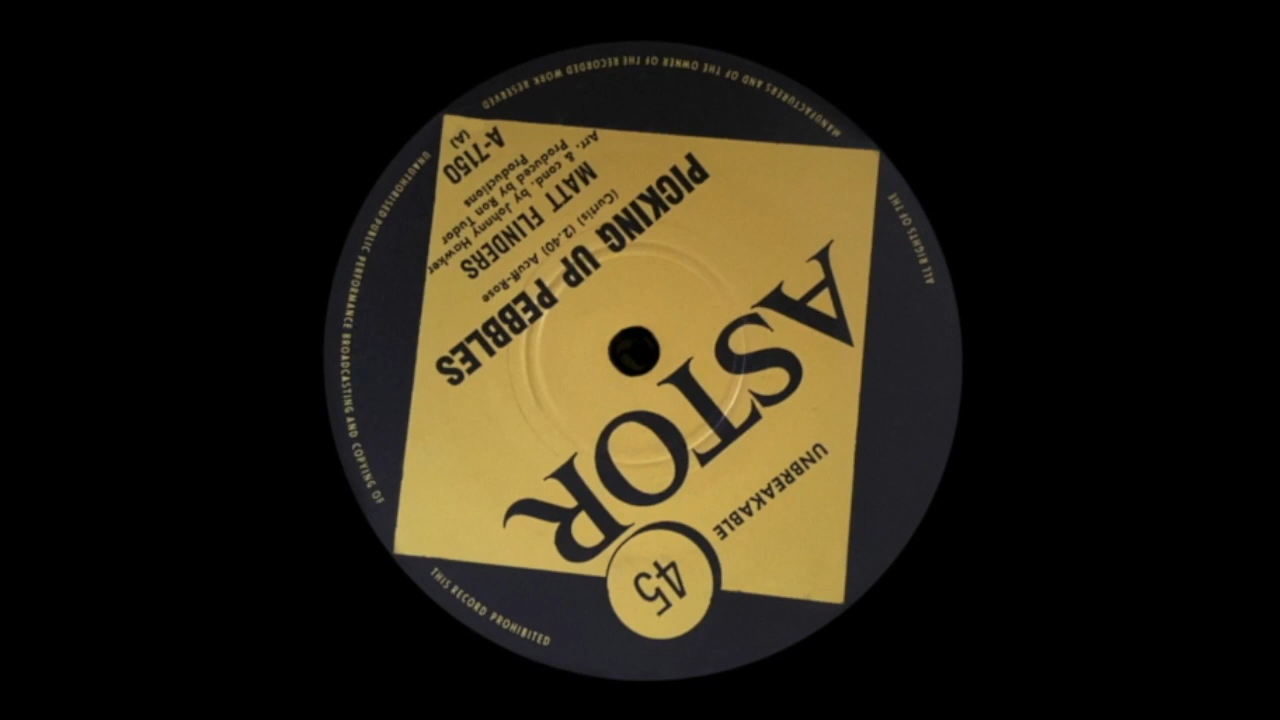 UNBREAKABLE
45
ASTOR
PICKING UP PEBBLES
(Curtis) (2.40) Acuff-Rose
MATT FLINDERS
Arr. & cond. by Johnny Hawker
Produced by Ron Tudor
Productions
A-7150
(A)
ALL RIGHTS OF THE MANUFACTURERS AND OF THE OWNER OF THE RECORDED WORK RESERVED
UNAUTHORISED PUBLIC PERFORMANCE BROADCASTING AND COPYING OF THIS RECORD PROHIBITED